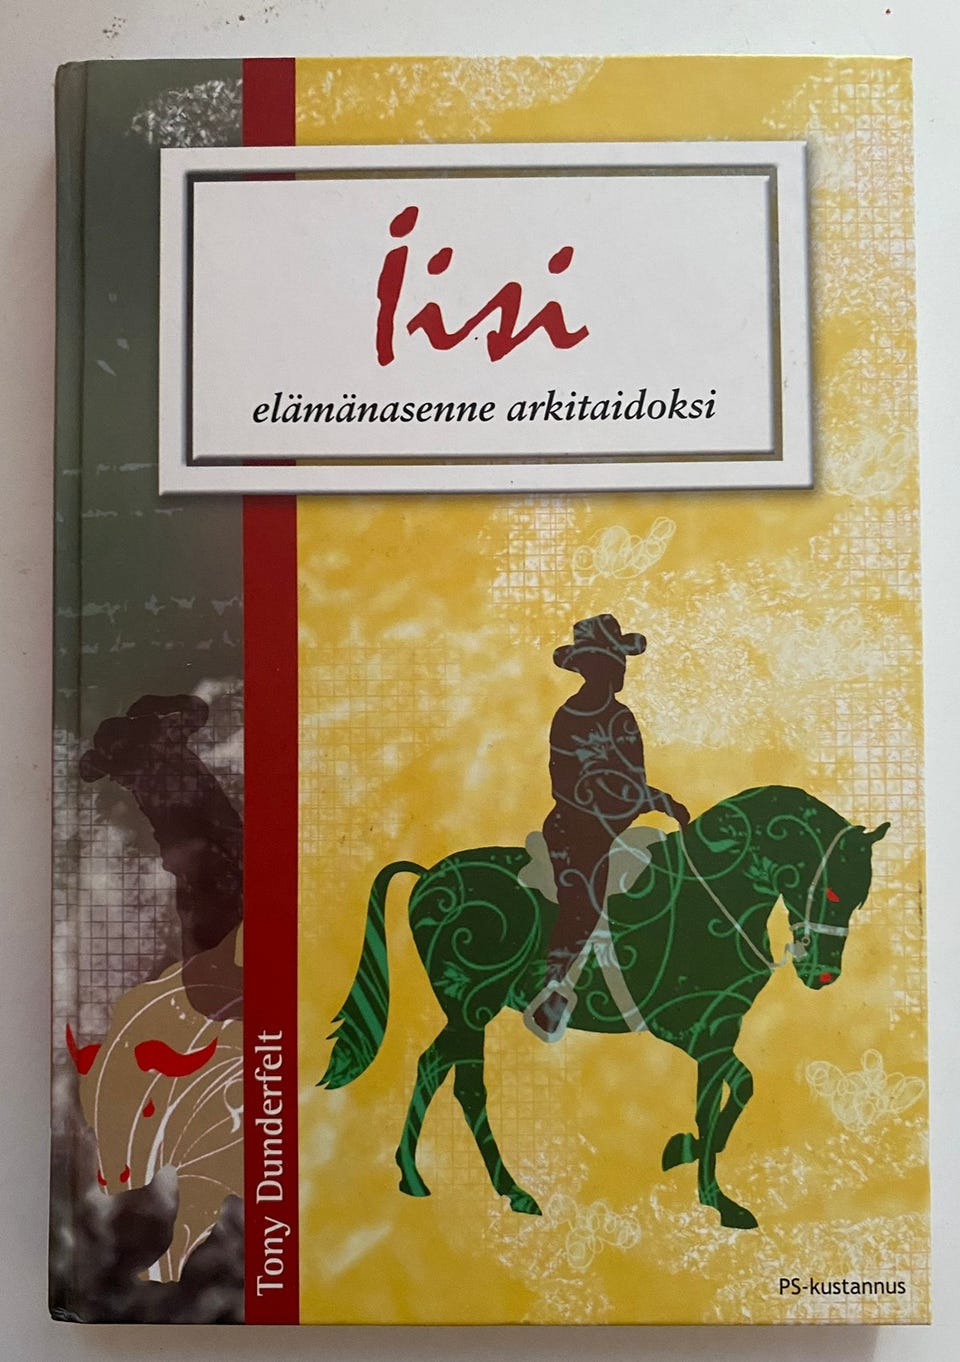 Iisi
elämänasenne arkitaidoksi
Tony Dunderfelt
PS-kustannus